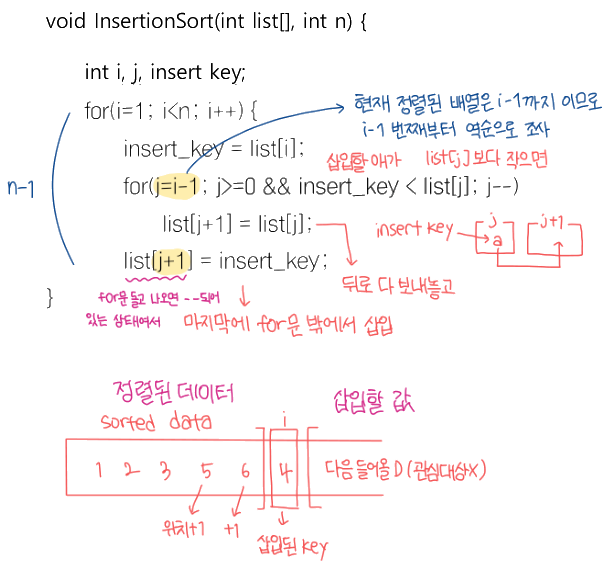 void InsertionSort(int list[], int n) {
int i, j, insert key;
for(i=1; i<n; i++) {
현재 정렬된 배열은 i-1까지 이므로
i-1 번째부터 역순으로 조사
insert_key = list[i];
삽입할 애가 list[j]보다 작으면
n-1
for(j=i-1; j>=0 && insert_key < list[j]; j--)
list[j+1] = list[j];
insert key
j
a
j+1
list[j+1] = insert_key;
뒤로 다 보내놓고
}
for문 돌고 나오면 --되어
있는 상태여서
마지막에 for문 밖에서 삽입
정렬된 데이터
삽입할 값
sorted data
i
1 2 3 5 6 4 다음 들어올 D (관심대상X)
위치+1 +1
삽입된 key